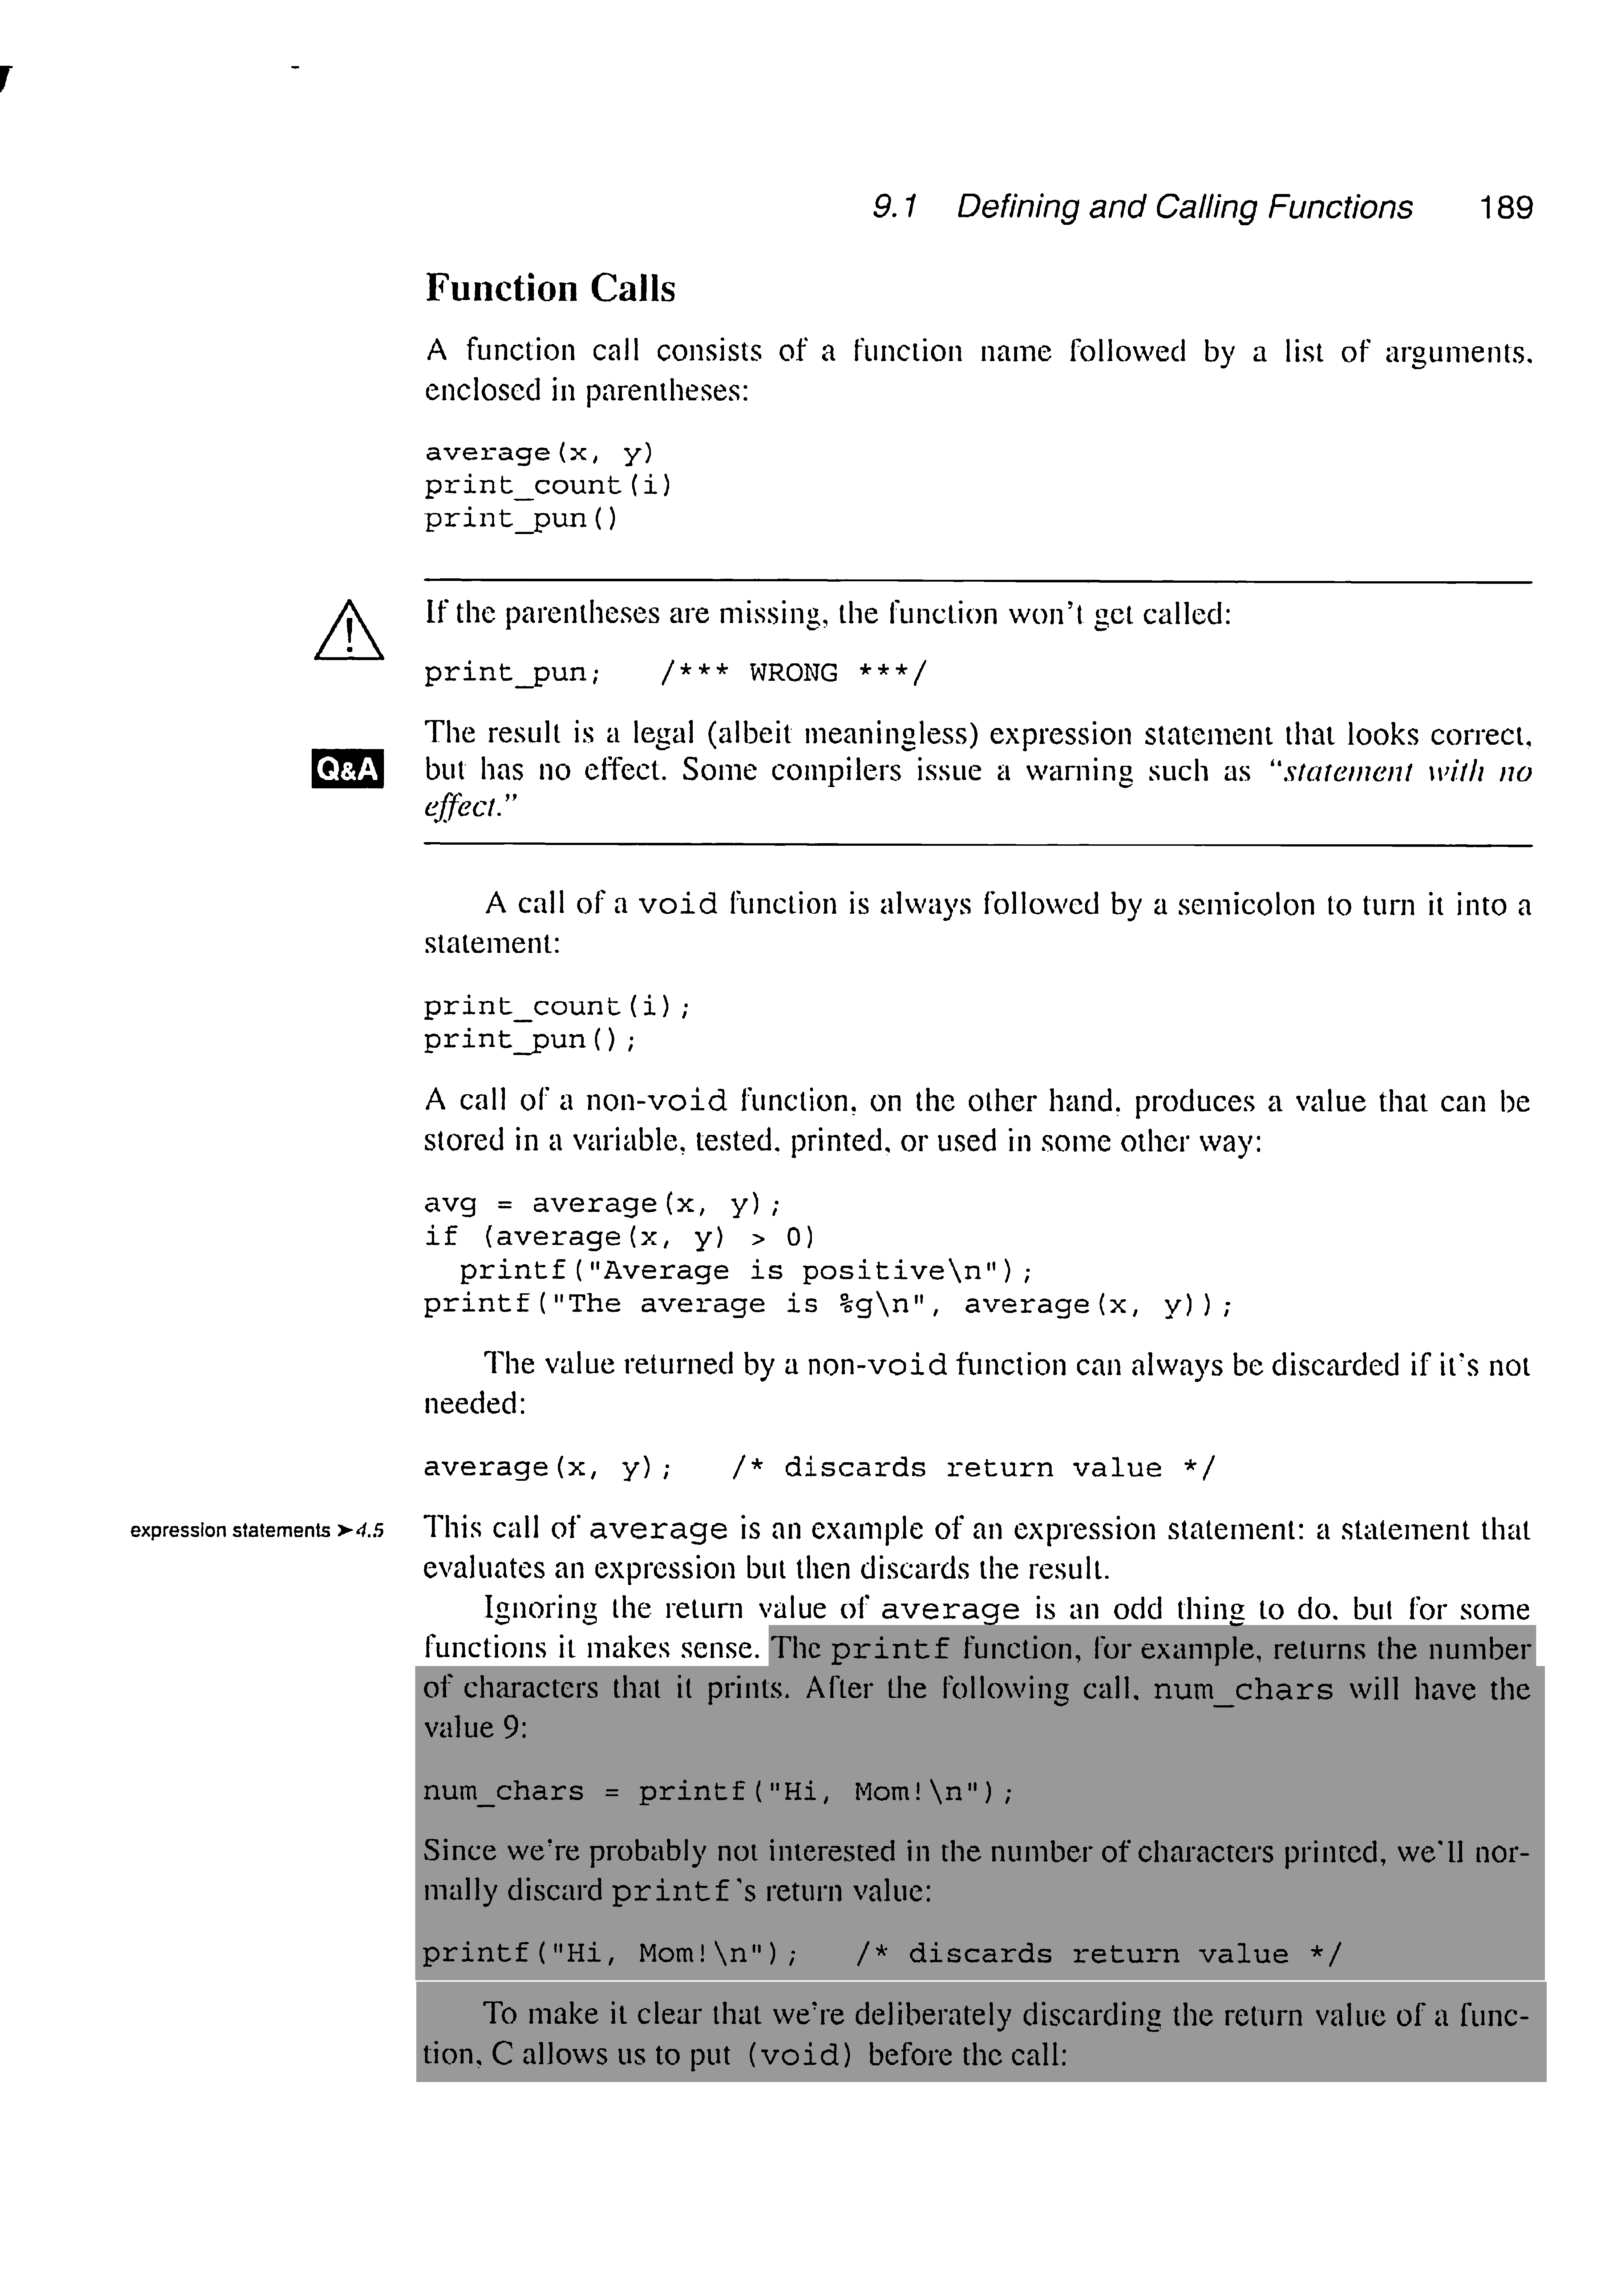 9.1 Defining and Calling Functions 189
Function Calls
A function call consists of a function name followed by a list of arguments,
enclosed in parentheses:
average(x, y)
print_count(i)
print_pun()
If the parentheses are missing, the function won't get called:
print_pun; /*** WRONG ***/
The result is a legal (albeit meaningless) expression statement that looks correct,
Q&A
but has no effect. Some compilers issue a warning such as "statement with no
effect."
A call of a void function is always followed by a semicolon to turn it into a
statement:
print_count(i);
print_pun();
A call of a non-void function, on the other hand, produces a value that can be
stored in a variable, tested, printed, or used in some other way:
avg = average(x, y);
if (average(x, y) > 0)
  printf("Average is positive\n");
printf("The average is %g\n", average(x, y));
The value returned by a non-void function can always be discarded if it's not
needed:
average(x, y); /* discards return value */
expression statements ➤4.5
This call of average is an example of an expression statement: a statement that
evaluates an expression but then discards the result.
Ignoring the return value of average is an odd thing to do, but for some
functions it makes sense. The printf function, for example, returns the number
of characters that it prints. After the following call, num_chars will have the
value 9:
num_chars = printf("Hi, Mom!\n");
Since we're probably not interested in the number of characters printed, we'll nor-
mally discard printf's return value:
printf("Hi, Mom!\n"); /* discards return value */
To make it clear that we're deliberately discarding the return value of a func-
tion, C allows us to put (void) before the call: